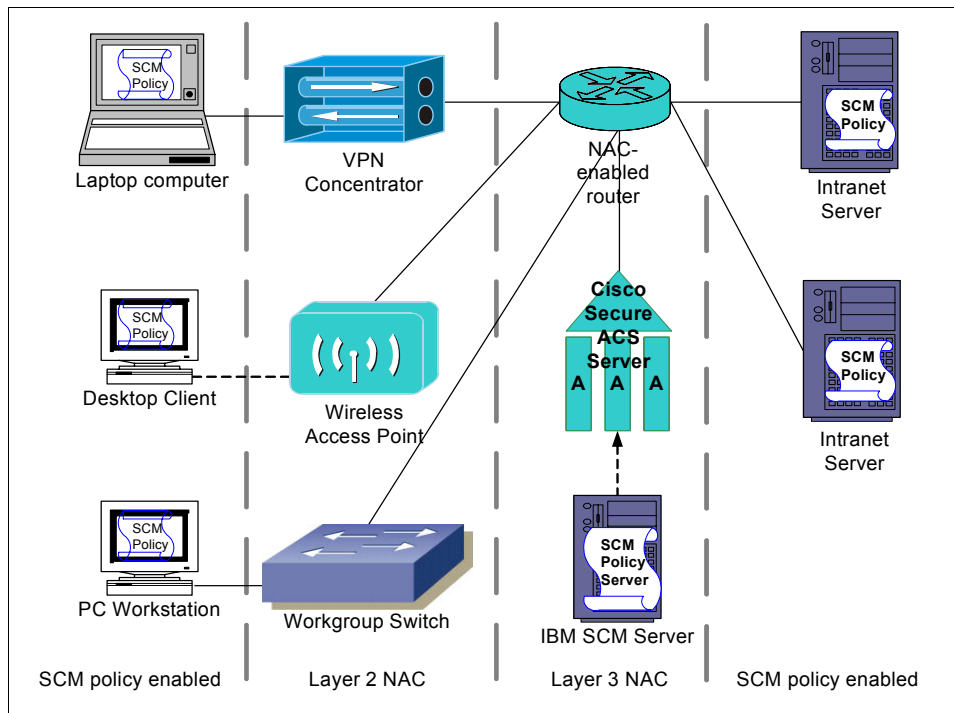 SCM
Policy
Laptop computer
VPN
Concentrator
NAC-
enabled
router
SCM
Policy
Intranet
Server
SCM
Policy
Desktop Client
Wireless
Access Point
Cisco
Secure
ACS
Server
A A A
SCM
Policy
Intranet
Server
SCM
Policy
PC Workstation
Workgroup Switch
SCM
Policy
Server
IBM SCM Server
SCM policy enabled
Layer 2 NAC
Layer 3 NAC
SCM policy enabled